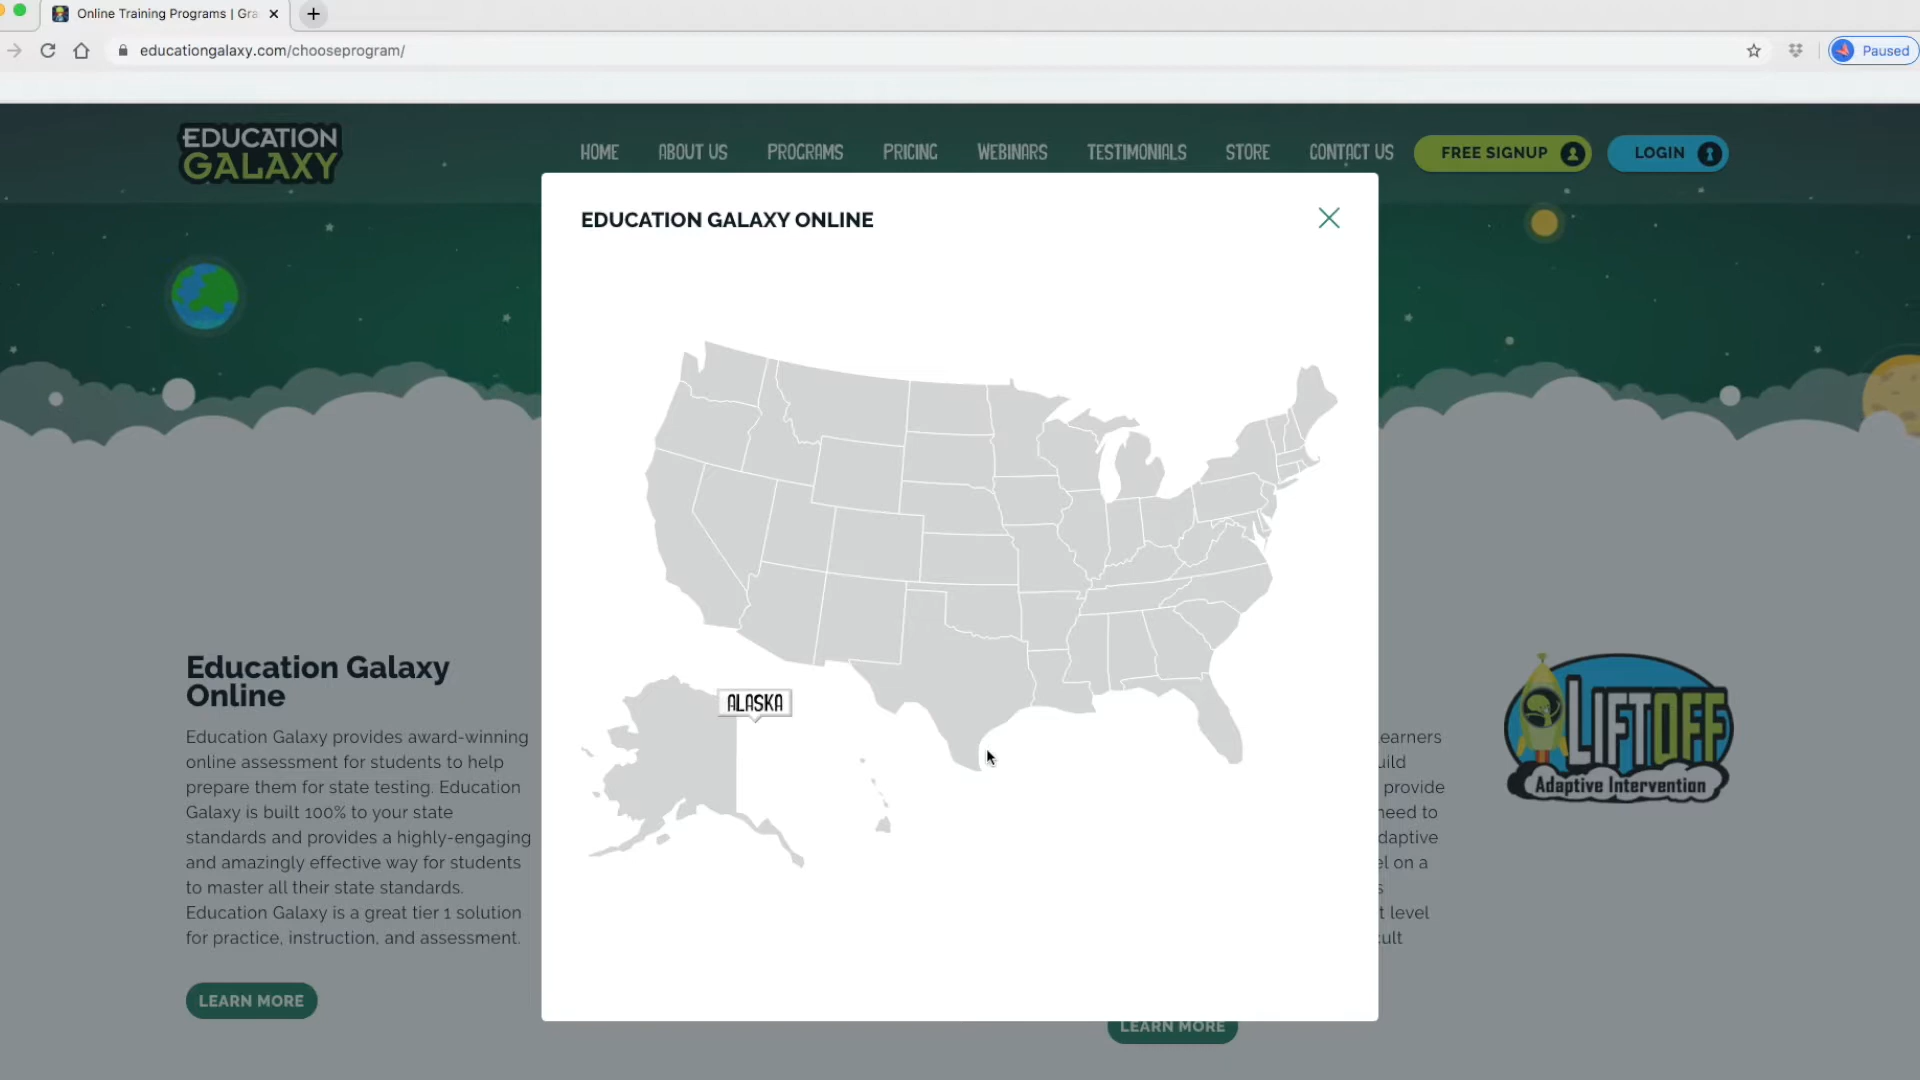 Online Training Programs | Gra
educationgalaxy.com/chooseprogram/
Paused
EDUCATION GALAXY
HOME ABOUT US PROGRAMS PRICING WEBINARS TESTIMONIALS STORE CONTACT US FREE SIGNUP LOGIN
EDUCATION GALAXY ONLINE
ALASKA
Education Galaxy
Online
Education Galaxy provides award-winning
online assessment for students to help
prepare them for state testing. Education
Galaxy is built 100% to your state
standards and provides a highly-engaging
and amazingly effective way for students
to master all their state standards.
Education Galaxy is a great tier 1 solution
for practice, instruction, and assessment.
LEARN MORE
earners
uild
provide
need to
daptive
el on a
s
t level
cult
LEARN MORE
LIFTOFF
Adaptive Intervention